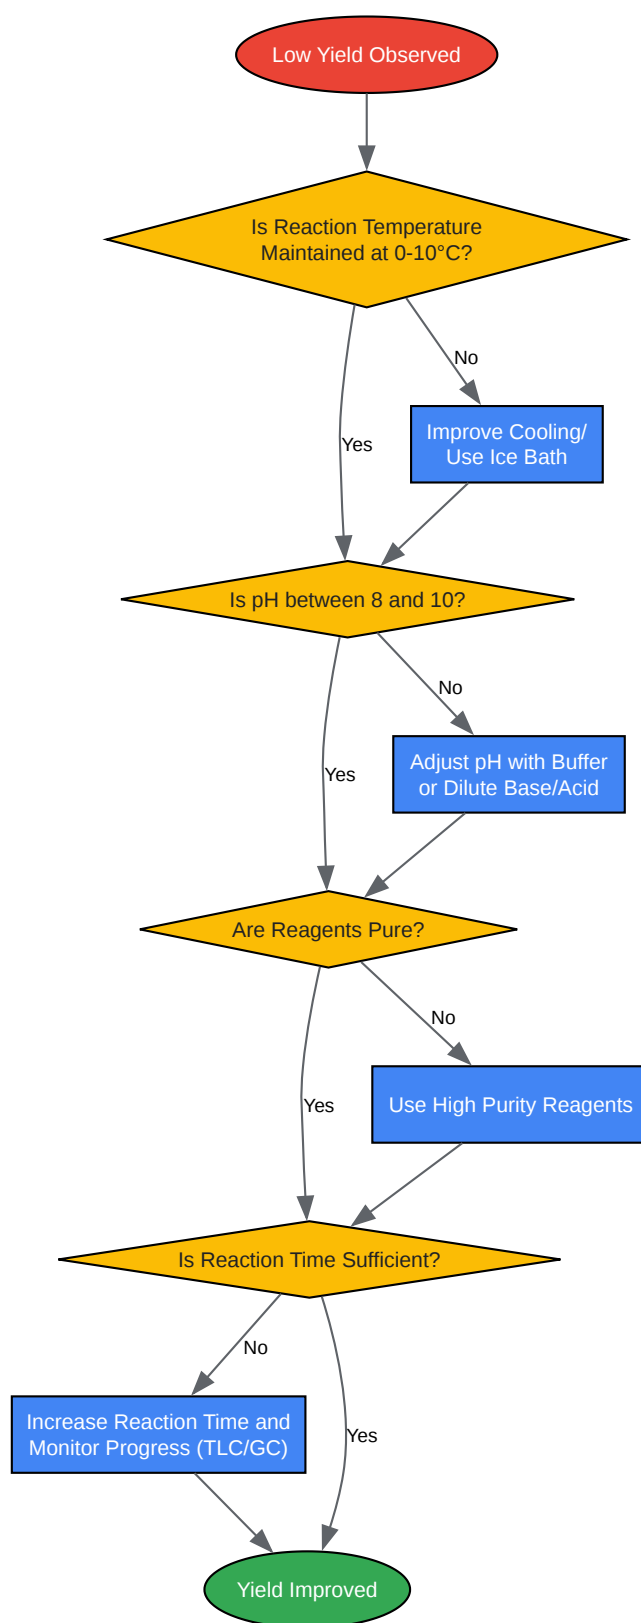 Low Yield Observed
Is Reaction Temperature
Maintained at 0-10°C?
No
Yes
Improve Cooling/
Use Ice Bath
Is pH between 8 and 10?
No
Yes
Adjust pH with Buffer
or Dilute Base/Acid
Are Reagents Pure?
No
Yes
Use High Purity Reagents
Is Reaction Time Sufficient?
No
Yes
Increase Reaction Time and
Monitor Progress (TLC/GC)
Yield Improved